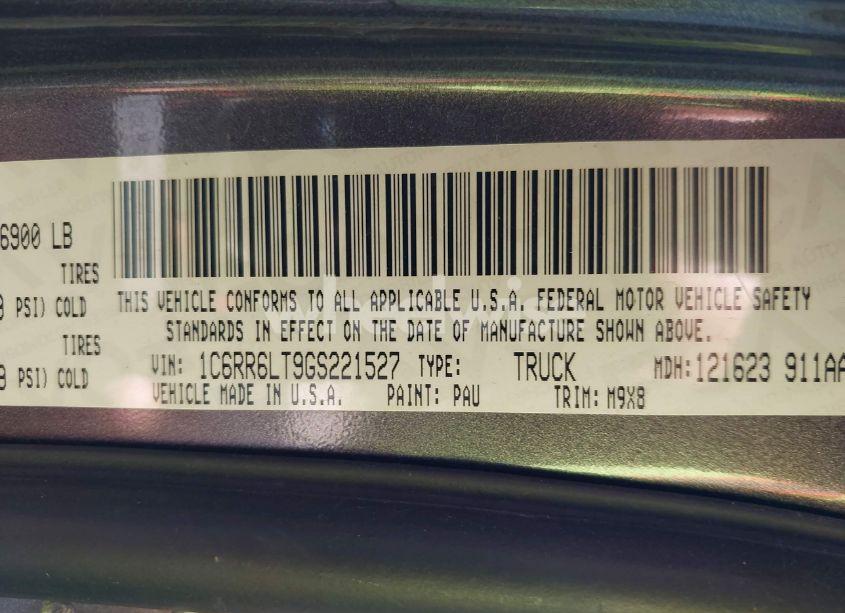 6900 LB
TIRES
PSI) COLD
TIRES
PSI) COLD
THIS VEHICLE CONFORMS TO ALL APPLICABLE U.S.A. FEDERAL MOTOR VEHICLE SAFETY
STANDARDS IN EFFECT ON THE DATE OF MANUFACTURE SHOWN ABOVE.
VIN: 1C6RR6LT9GS221527 TYPE: TRUCK MDH: 121623 911AA
VEHICLE MADE IN U.S.A. PAINT: PAU TRIM: M9X8